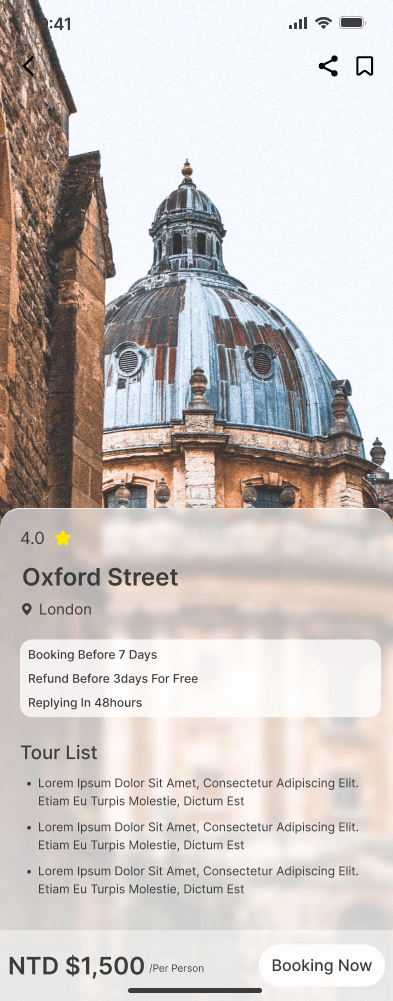 :41
4.0
Oxford Street
London
Booking Before 7 Days
Refund Before 3days For Free
Replying In 48hours
Tour List
• Lorem Ipsum Dolor Sit Amet, Consectetur Adipiscing Elit.
Etiam Eu Turpis Molestie, Dictum Est
• Lorem Ipsum Dolor Sit Amet, Consectetur Adipiscing Elit.
Etiam Eu Turpis Molestie, Dictum Est
• Lorem Ipsum Dolor Sit Amet, Consectetur Adipiscing Elit.
Etiam Eu Turpis Molestie, Dictum Est
NTD $1,500 /Per Person Booking Now